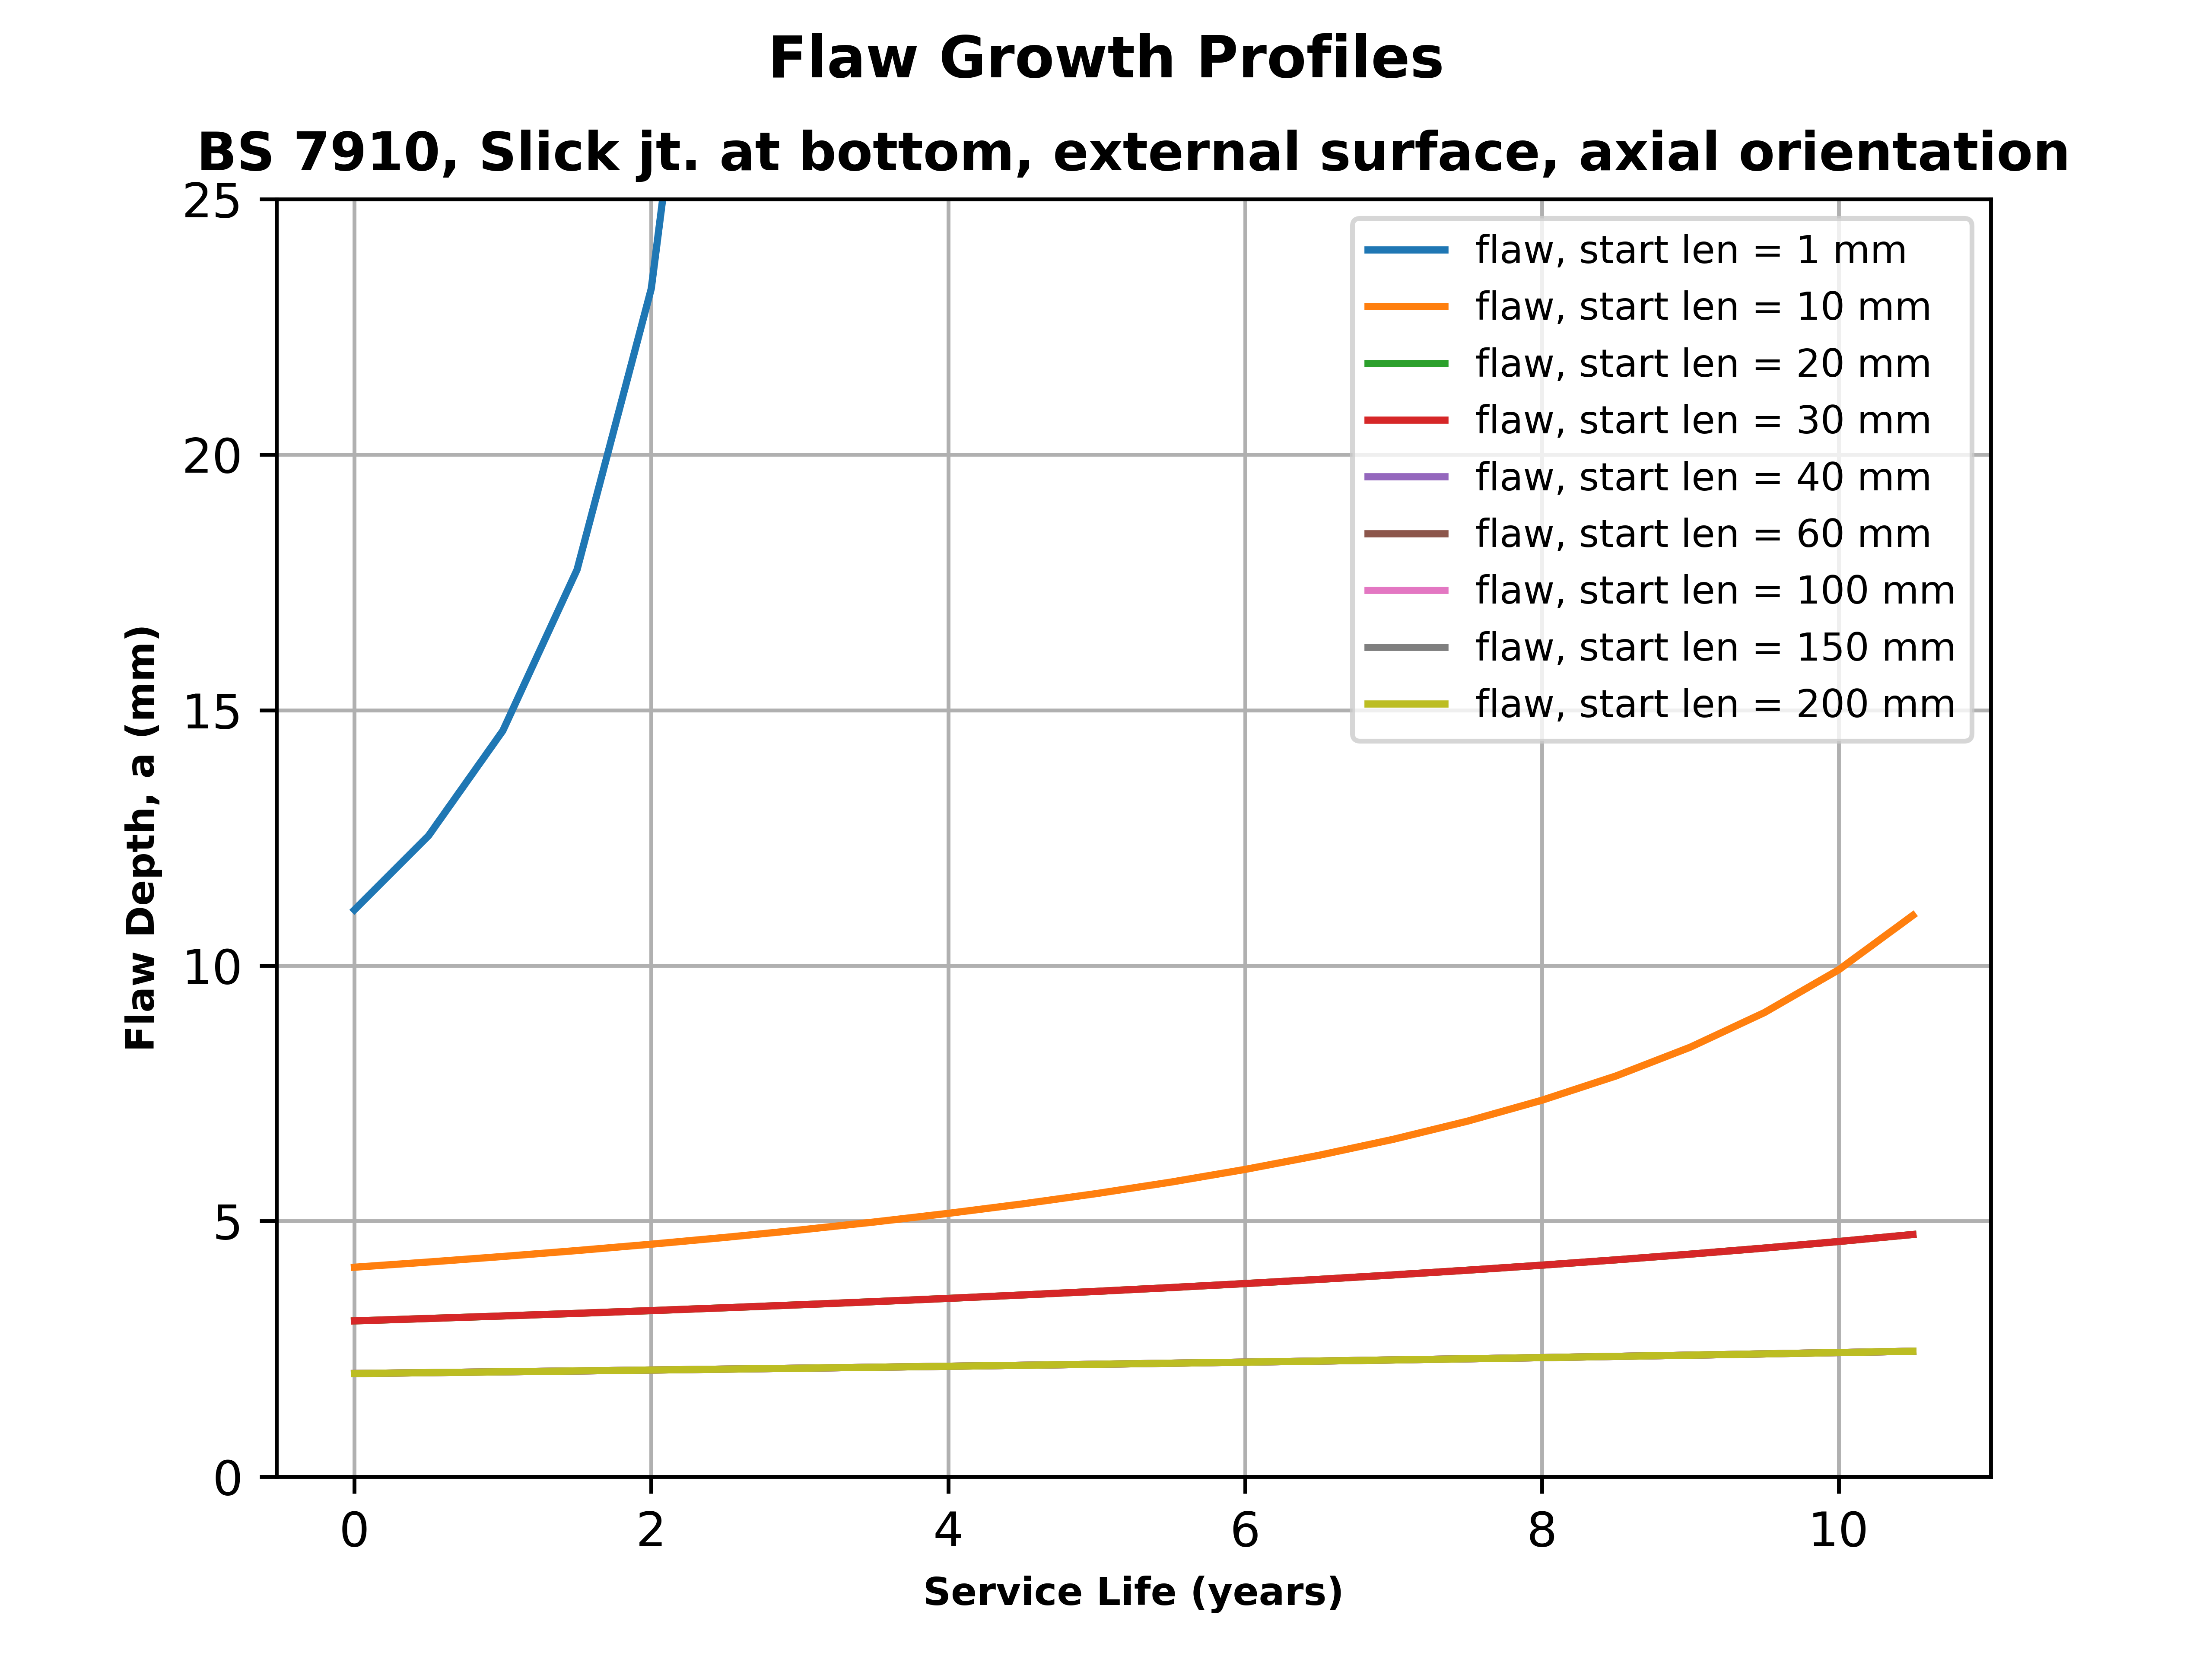 Flaw Growth Profiles
BS 7910, Slick jt. at bottom, external surface, axial orientation
25
20
15
10
5
0
Flaw Depth, a (mm)
flaw, start len = 1 mm
flaw, start len = 10 mm
flaw, start len = 20 mm
flaw, start len = 30 mm
flaw, start len = 40 mm
flaw, start len = 60 mm
flaw, start len = 100 mm
flaw, start len = 150 mm
flaw, start len = 200 mm
0 2 4 6 8 10
Service Life (years)